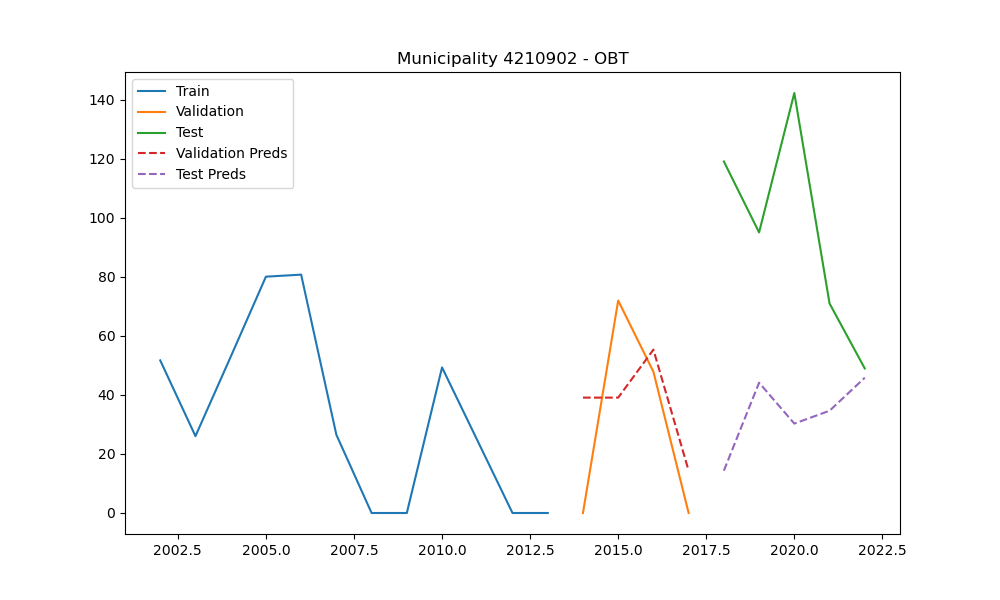 Municipality 4210902 - OBT
Train
Validation
Test
Validation Preds
Test Preds
140
120
100
80
60
40
20
0
2002.5 2005.0 2007.5 2010.0 2012.5 2015.0 2017.5 2020.0 2022.5